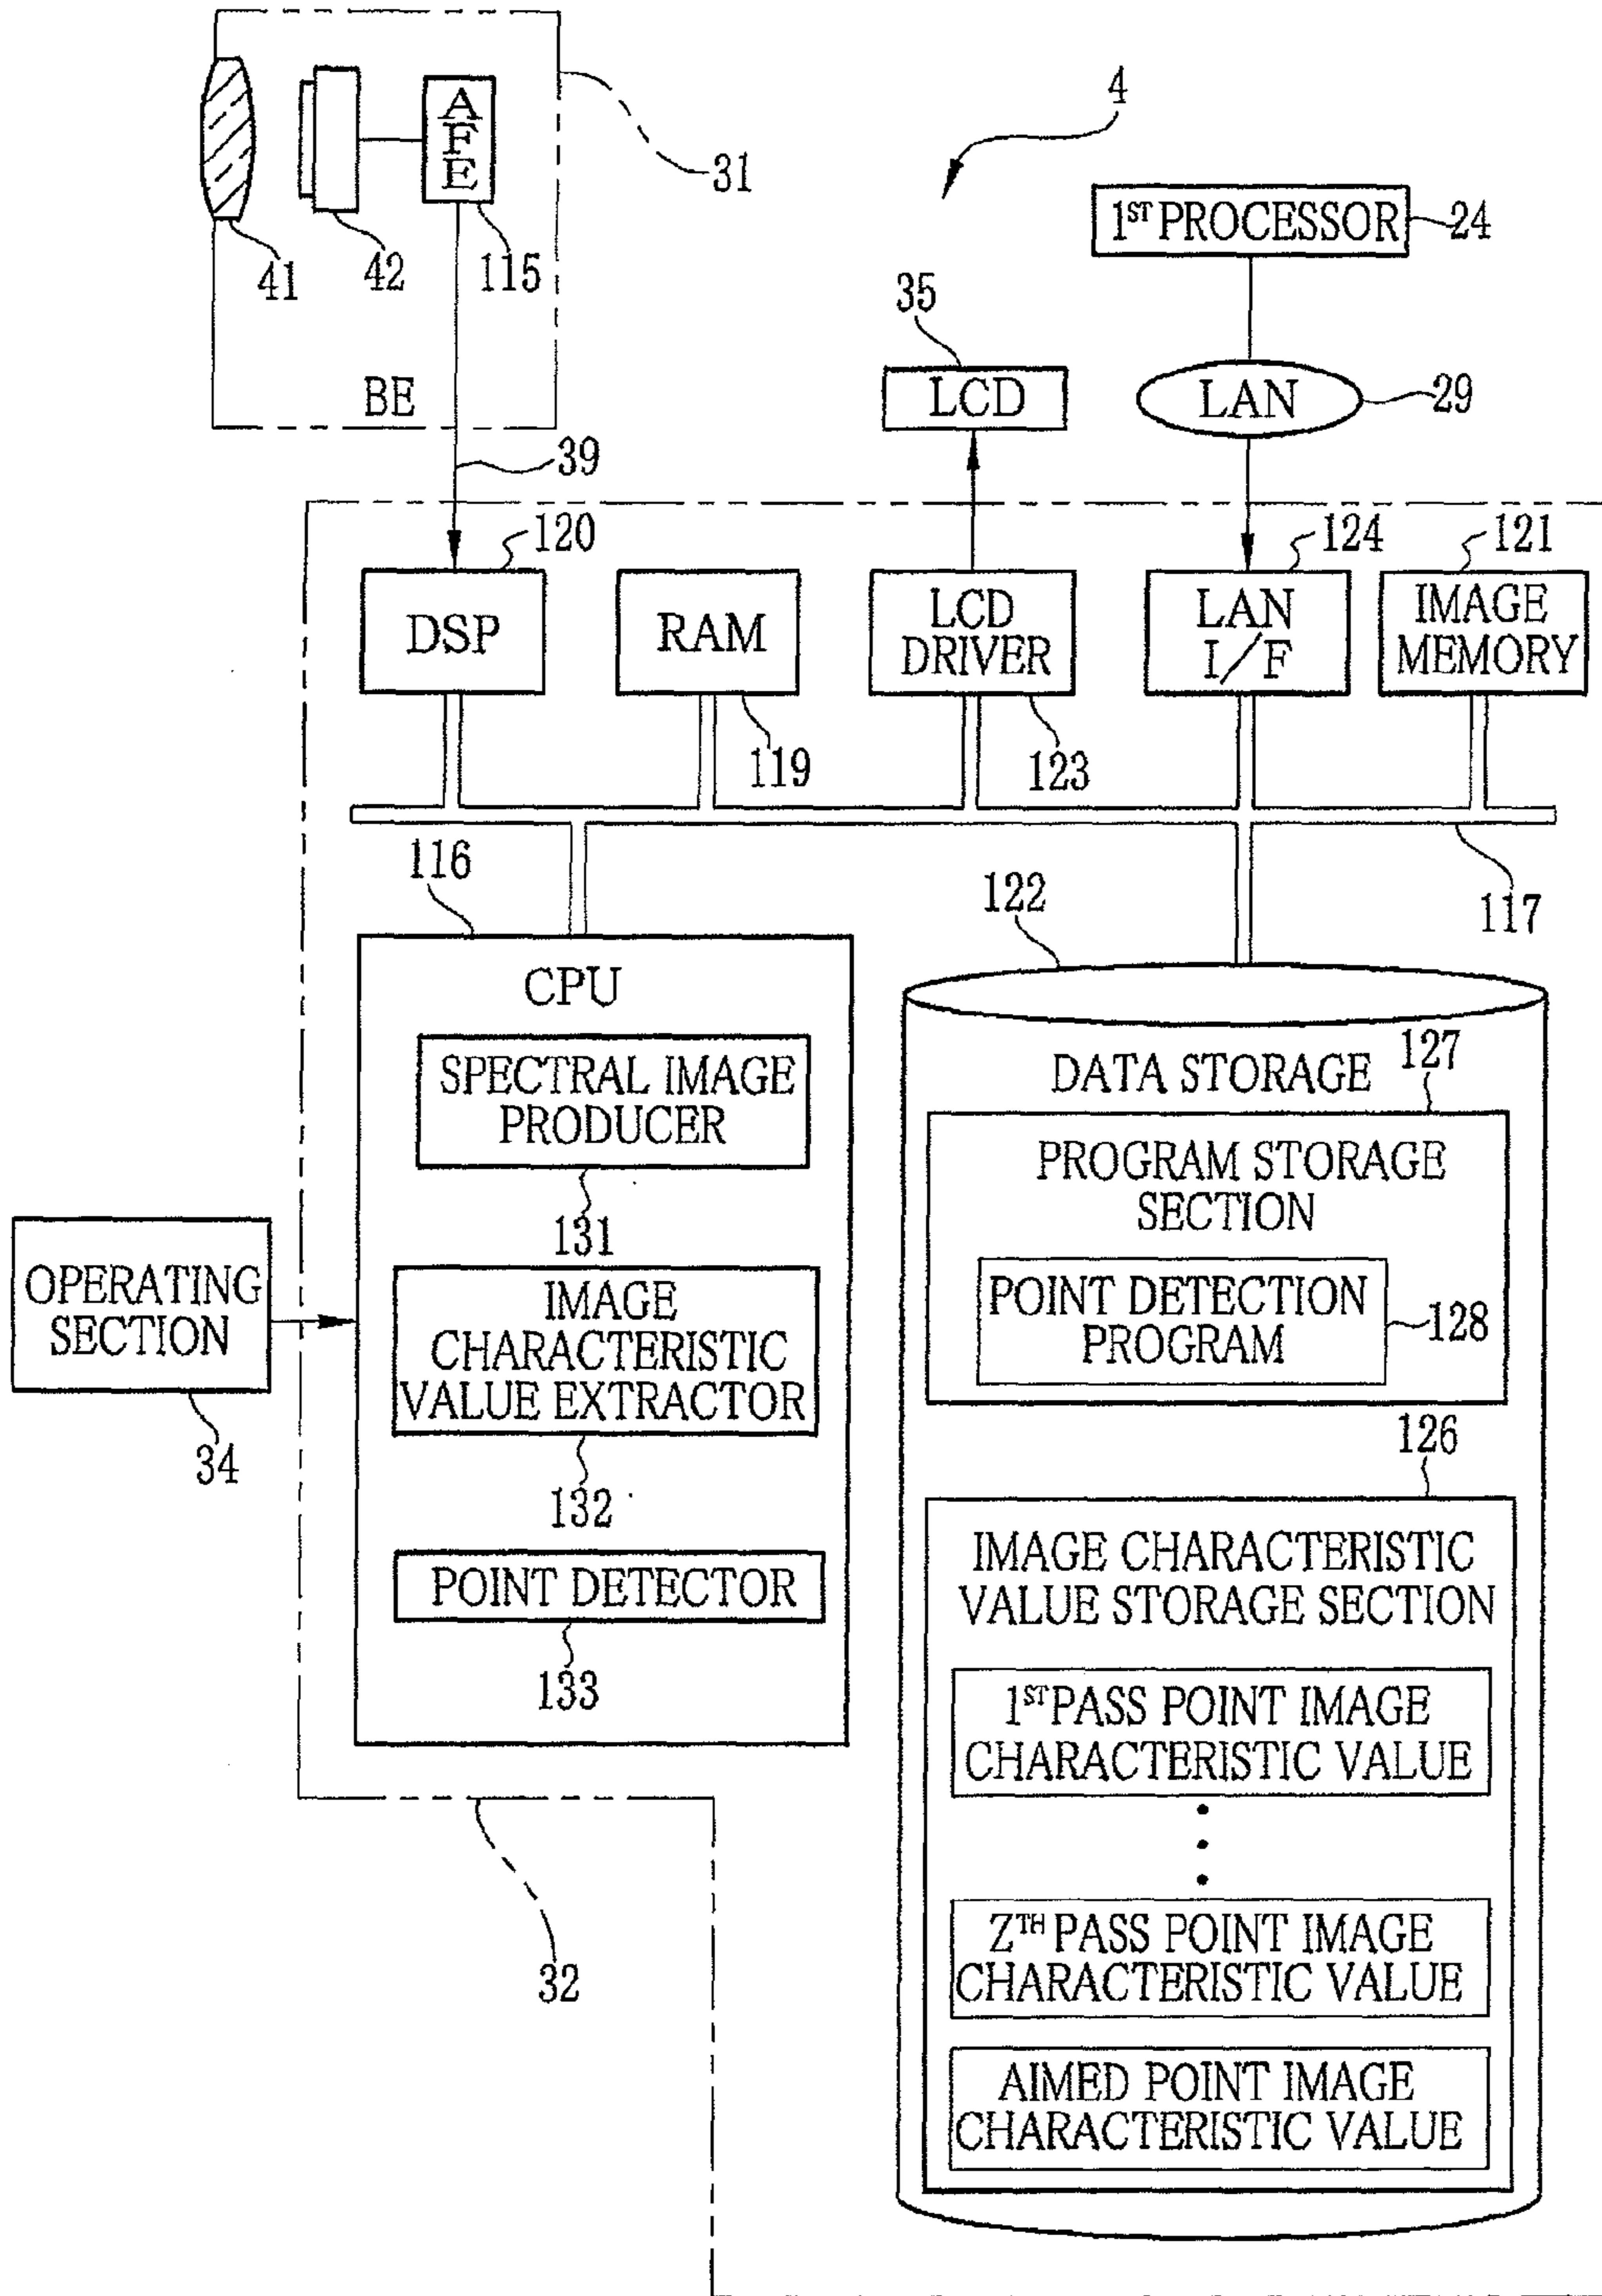 A
F
E
31
41
42
115
BE
39
4
1ST PROCESSOR
24
35
LCD
LAN
29
120
124
121
DSP
RAM
LCD
DRIVER
LAN
I/F
IMAGE
MEMORY
119
123
117
116
CPU
SPECTRAL IMAGE
PRODUCER
131
IMAGE
CHARACTERISTIC
VALUE EXTRACTOR
132
POINT DETECTOR
133
OPERATING
SECTION
34
32
122
DATA STORAGE
127
PROGRAM STORAGE
SECTION
POINT DETECTION
PROGRAM
128
126
IMAGE CHARACTERISTIC
VALUE STORAGE SECTION
1ST PASS POINT IMAGE
CHARACTERISTIC VALUE
ZTH PASS POINT IMAGE
CHARACTERISTIC VALUE
AIMED POINT IMAGE
CHARACTERISTIC VALUE